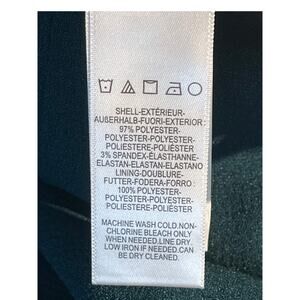 SHELL-EXTÉRIEUR-
AUßERHALB-FUORI-EXTERIOR:
97% POLYESTER-
POLYESTER-POLYESTER-
POLIESTERE-POLIÉSTER
3% SPANDEX-ÉLASTHANNE-
ELASTAN-ELASTAN-ELASTANO
LINING-DOUBLURE-
FUTTER-FODERA-FORRO:
100% POLYESTER-
POLYESTER-POLYESTER-
POLIESTERE-POLIÉSTER
MACHINE WASH COLD.NON-
CHLORINE BLEACH ONLY
WHEN NEEDED.LINE DRY.
LOW IRON IF NEEDED.CAN
BE DRY CLEANED.